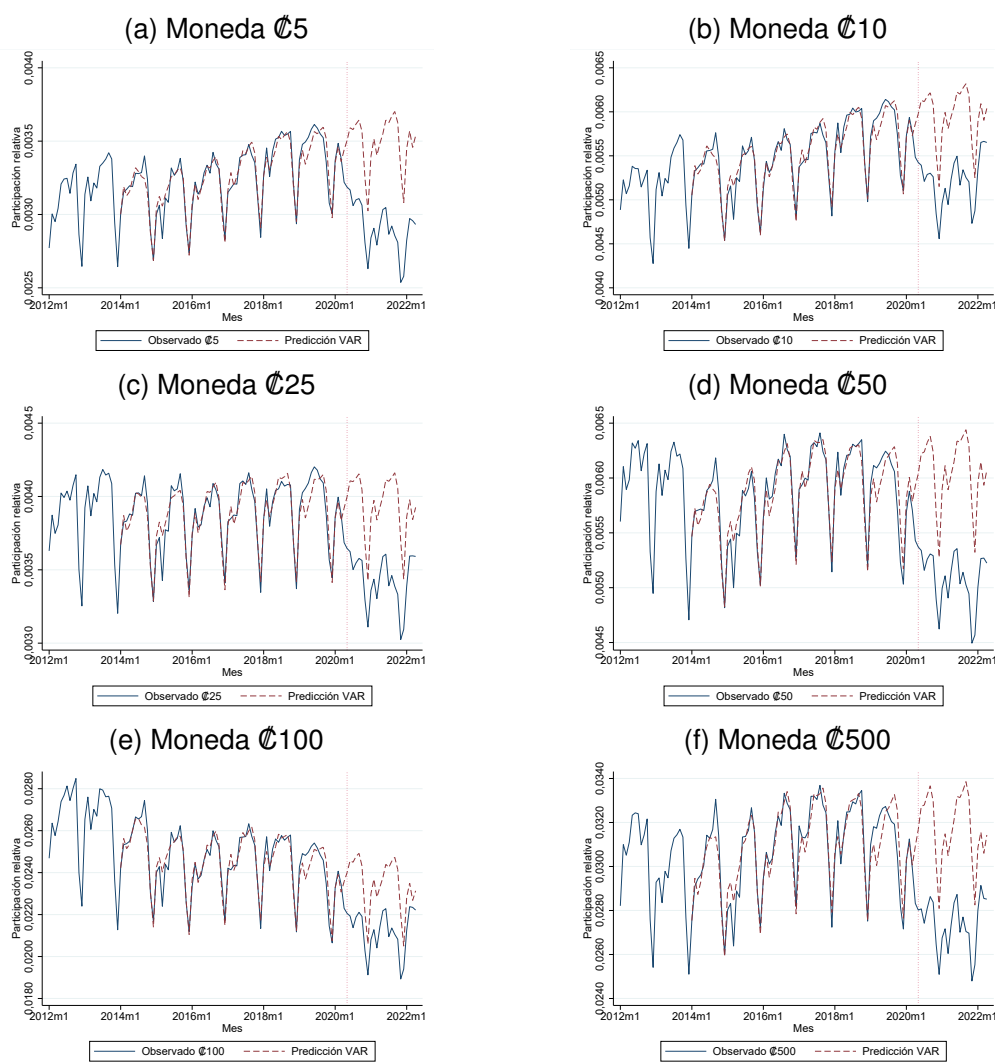 (a) Moneda ₡5
(b) Moneda ₡10
Participación relativa
0,0025 0,0030 0,0035 0,0040
2012m1 2014m1 2016m1 2018m1 2020m1 2022m1
Mes
Observado ₡5 Predicción VAR
Participación relativa
0,0040 0,0045 0,0050 0,0055 0,0060 0,0065
2012m1 2014m1 2016m1 2018m1 2020m1 2022m1
Mes
Observado ₡10 Predicción VAR
(c) Moneda ₡25
(d) Moneda ₡50
Participación relativa
0,0030 0,0035 0,0040 0,0045
2012m1 2014m1 2016m1 2018m1 2020m1 2022m1
Mes
Observado ₡25 Predicción VAR
Participación relativa
0,0045 0,0050 0,0055 0,0060 0,0065
2012m1 2014m1 2016m1 2018m1 2020m1 2022m1
Mes
Observado ₡50 Predicción VAR
(e) Moneda ₡100
(f) Moneda ₡500
Participación relativa
0,0180 0,0200 0,0220 0,0240 0,0260 0,0280
2012m1 2014m1 2016m1 2018m1 2020m1 2022m1
Mes
Observado ₡100 Predicción VAR
Participación relativa
0,0240 0,0260 0,0280 0,0300 0,0320 0,0340
2012m1 2014m1 2016m1 2018m1 2020m1 2022m1
Mes
Observado ₡500 Predicción VAR